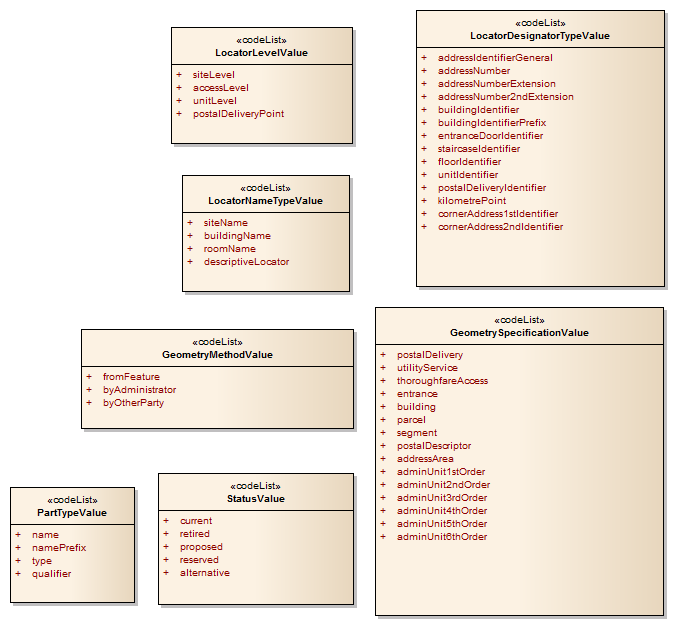 «codeList»
LocatorLevelValue
+ siteLevel
+ accessLevel
+ unitLevel
+ postalDeliveryPoint
«codeList»
LocatorDesignatorTypeValue
+ addressIdentifierGeneral
+ addressNumber
+ addressNumberExtension
+ addressNumber2ndExtension
+ buildingIdentifier
+ buildingIdentifierPrefix
+ entranceDoorIdentifier
+ staircaseIdentifier
+ floorIdentifier
+ unitIdentifier
+ postalDeliveryIdentifier
+ kilometrePoint
+ cornerAddress1stIdentifier
+ cornerAddress2ndIdentifier
«codeList»
LocatorNameTypeValue
+ siteName
+ buildingName
+ roomName
+ descriptiveLocator
«codeList»
GeometryMethodValue
+ fromFeature
+ byAdministrator
+ byOtherParty
«codeList»
GeometrySpecificationValue
+ postalDelivery
+ utilityService
+ thoroughfareAccess
+ entrance
+ building
+ parcel
+ segment
+ postalDescriptor
+ addressArea
+ adminUnit1stOrder
+ adminUnit2ndOrder
+ adminUnit3rdOrder
+ adminUnit4thOrder
+ adminUnit5thOrder
+ adminUnit6thOrder
«codeList»
PartTypeValue
+ name
+ namePrefix
+ type
+ qualifier
«codeList»
StatusValue
+ current
+ retired
+ proposed
+ reserved
+ alternative